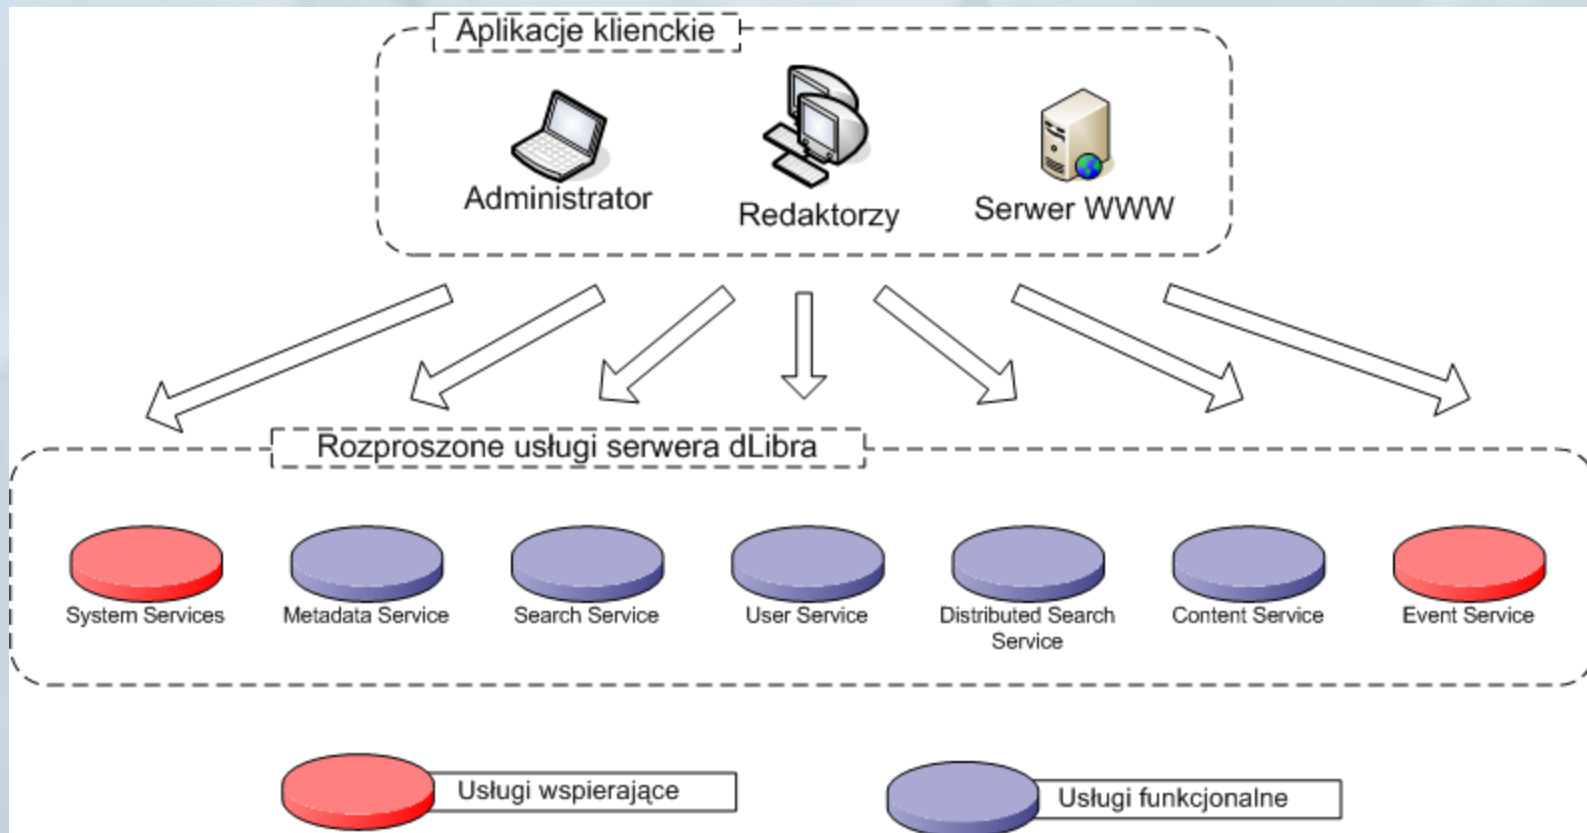 Aplikacje klienckie
Administrator
Redaktorzy
Serwer WWW
Rozproszone usługi serwera dLibra
System Services
Metadata Service
Search Service
User Service
Distributed Search
Service
Content Service
Event Service
Usługi wspierające
Usługi funkcjonalne